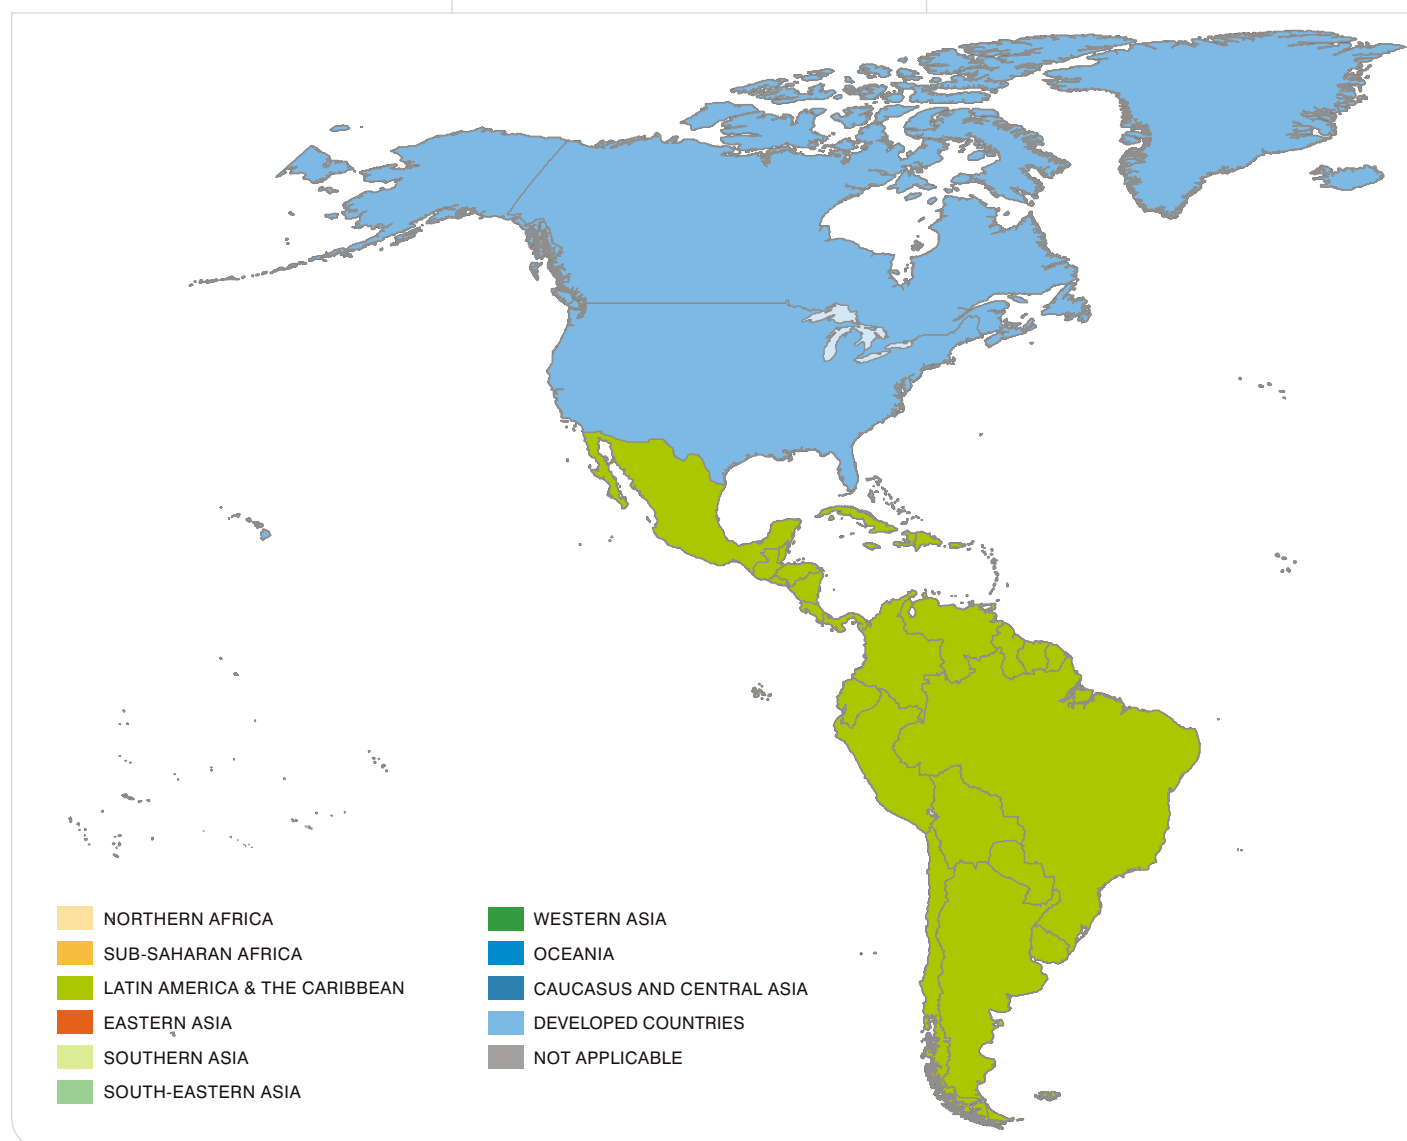 NORTHERN AFRICA
SUB-SAHARAN AFRICA
LATIN AMERICA & THE CARIBBEAN
EASTERN ASIA
SOUTHERN ASIA
SOUTH-EASTERN ASIA
WESTERN ASIA
OCEANIA
CAUCASUS AND CENTRAL ASIA
DEVELOPED COUNTRIES
NOT APPLICABLE